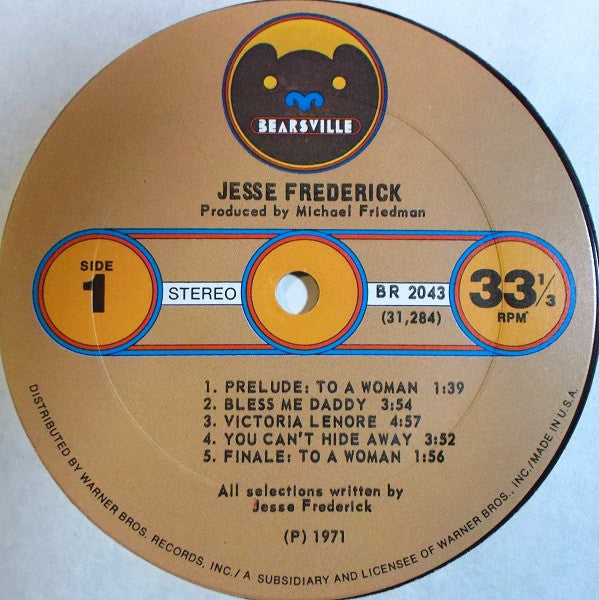 BEARSVILLE
JESSE FREDERICK
Produced by Michael Friedman
SIDE
1
STEREO
BR 2043
(31,284)
33 1/3
RPM
1. PRELUDE: TO A WOMAN 1:39
2. BLESS ME DADDY 3:54
3. VICTORIA LENORE 4:57
4. YOU CAN'T HIDE AWAY 3:52
5. FINALE: TO A WOMAN 1:56
All selections written by
Jesse Frederick
(P) 1971
DISTRIBUTED BY WARNER BROS. RECORDS, INC./A SUBSIDIARY AND LICENSEE OF WARNER BROS., INC./MADE IN U.S.A.